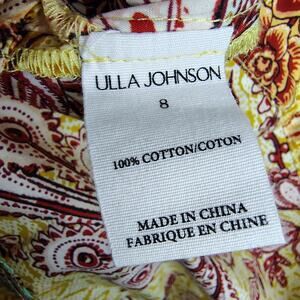 ULLA JOHNSON
8
100% COTTON/COTON
MADE IN CHINA
FABRIQUE EN CHINE